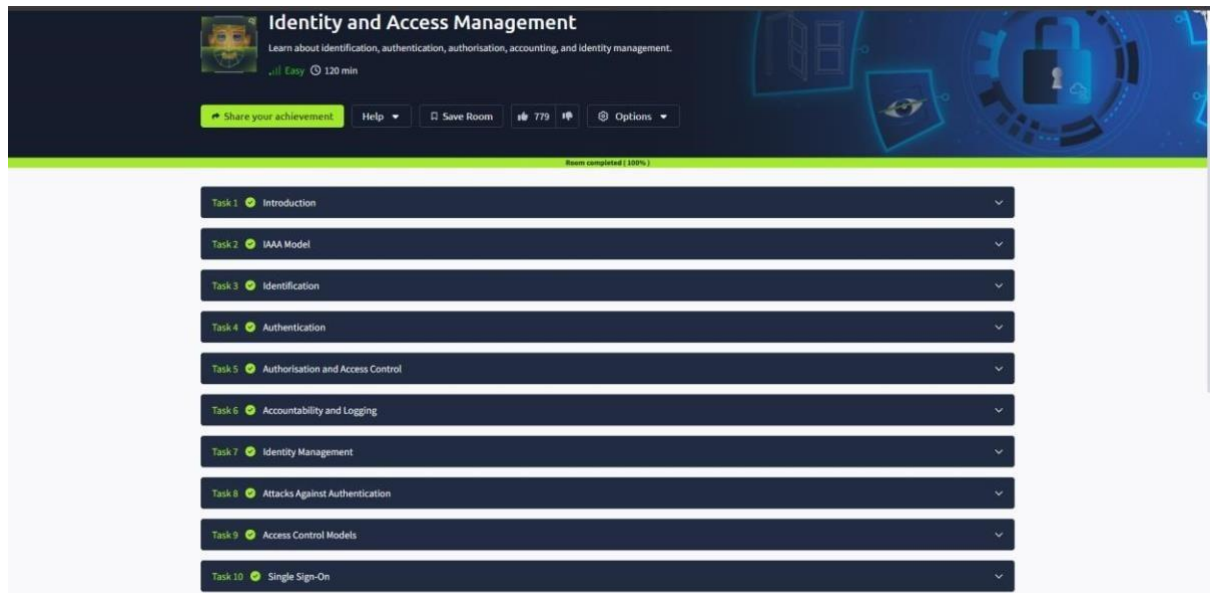 Identity and Access Management
Learn about identification, authentication, authorisation, accounting, and identity management.
Easy 120 min
Share your achievement Help Save Room 779 Options
Room completed ( 100% )
Task 1 Introduction
Task 2 IAAA Model
Task 3 Identification
Task 4 Authentication
Task 5 Authorisation and Access Control
Task 6 Accountability and Logging
Task 7 Identity Management
Task 8 Attacks Against Authentication
Task 9 Access Control Models
Task 10 Single Sign-On